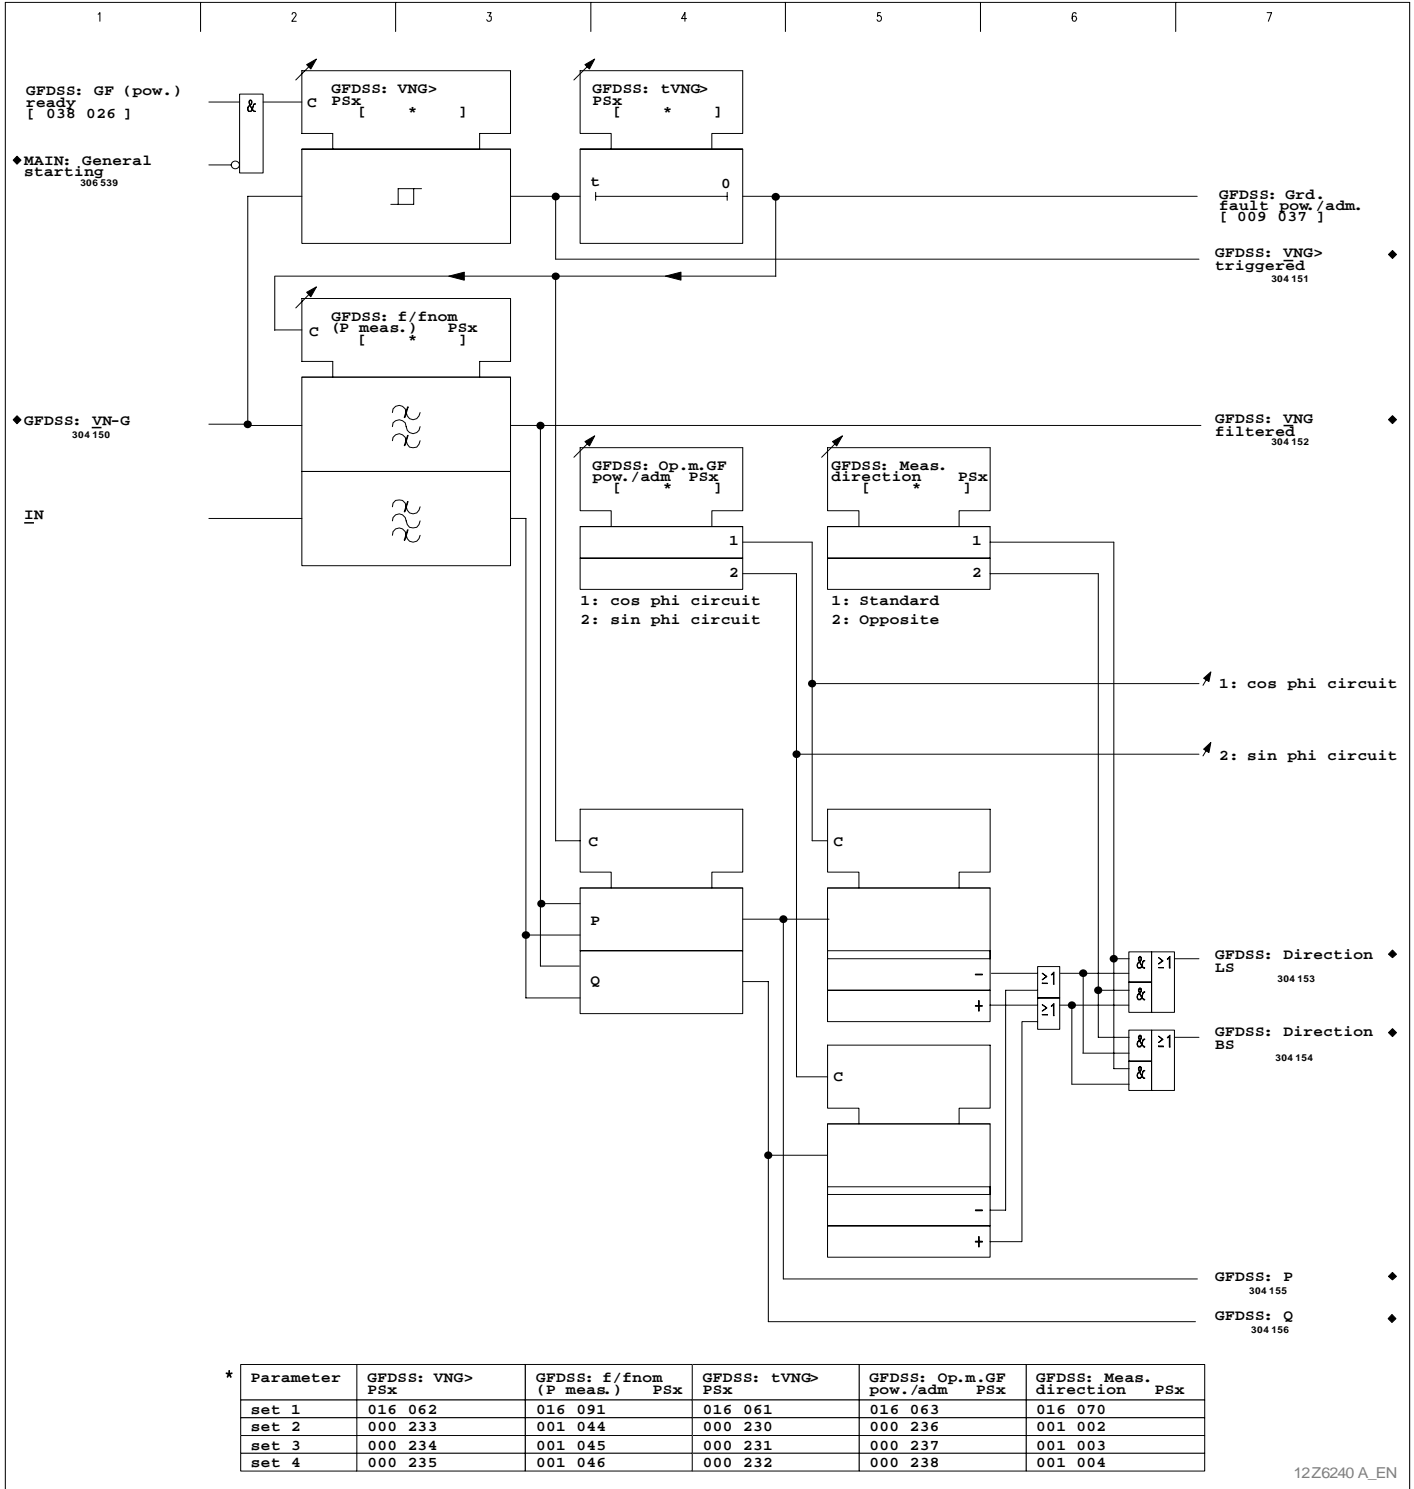 1 2 3 4 5 6 7
GFDSS: GF (pow.)
ready
[ 038 026 ]
&
C
GFDSS: VNG>
PSx
[ * ]
GFDSS: tVNG>
PSx
[ * ]
◆MAIN: General
starting
306 539
t 0
GFDSS: Grd.
fault pow./adm.
[ 009 037 ]
GFDSS: VNG> ◆
triggered
304 151
C
GFDSS: f/fnom
(P meas.) PSx
[ * ]
◆GFDSS: VN-G
304 150
GFDSS: VNG ◆
filtered
304 152
GFDSS: Op.m.GF
pow./adm PSx
[ * ]
GFDSS: Meas.
direction PSx
[ * ]
IN
1
2
1
2
1: cos phi circuit
2: sin phi circuit
1: Standard
2: Opposite
1: cos phi circuit
2: sin phi circuit
C
C
P
Q
-
+
≥1
≥1
& ≥1
&
GFDSS: Direction ◆
LS
304 153
& ≥1
&
GFDSS: Direction ◆
BS
304 154
C
-
+
GFDSS: P ◆
304 155
GFDSS: Q ◆
304 156
* Parameter GFDSS: VNG> PSx GFDSS: f/fnom (P meas.) PSx GFDSS: tVNG> PSx GFDSS: Op.m.GF pow./adm PSx GFDSS: Meas. direction PSx
set 1 016 062 016 091 016 061 016 063 016 070
set 2 000 233 001 044 000 230 000 236 001 002
set 3 000 234 001 045 000 231 000 237 001 003
set 4 000 235 001 046 000 232 000 238 001 004
12Z6240 A_EN